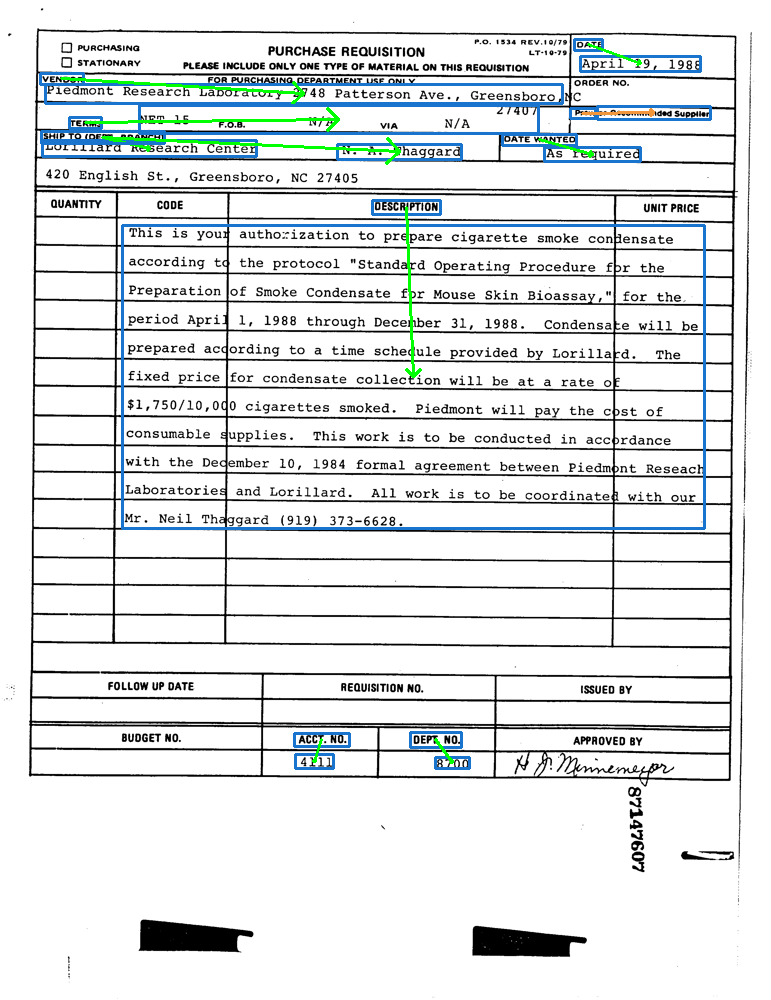 PURCHASING
STATIONARY
PURCHASE REQUISITION
PLEASE INCLUDE ONLY ONE TYPE OF MATERIAL ON THIS REQUISITION
P.O. 1534 REV.10/79
LT-10-79
DATE
April 19, 1988
VENDOR
FOR PURCHASING DEPARTMENT USE ONLY
Piedmont Research Laboratory 2748 Patterson Ave., Greensboro, NC
27407
ORDER NO.
Recommended Supplier
TERMS
NET 15
F.O.B.
N/A
VIA
N/A
SHIP TO (DEPT. BRANCH)
Lorillard Research Center
N. A. Thaggard
DATE WANTED
As required
420 English St., Greensboro, NC 27405
QUANTITY
CODE
DESCRIPTION
UNIT PRICE
This is your authorization to prepare cigarette smoke condensate
according to the protocol "Standard Operating Procedure for the
Preparation of Smoke Condensate for Mouse Skin Bioassay," for the
period April 1, 1988 through December 31, 1988. Condensate will be
prepared according to a time schedule provided by Lorillard. The
fixed price for condensate collection will be at a rate of
$1,750/10,000 cigarettes smoked. Piedmont will pay the cost of
consumable supplies. This work is to be conducted in accordance
with the December 10, 1984 formal agreement between Piedmont Reseach
Laboratories and Lorillard. All work is to be coordinated with our
Mr. Neil Thaggard (919) 373-6628.
FOLLOW UP DATE
REQUISITION NO.
ISSUED BY
BUDGET NO.
ACCT. NO.
4111
DEPT. NO.
8700
APPROVED BY
H J. Minnemeyer
87147607